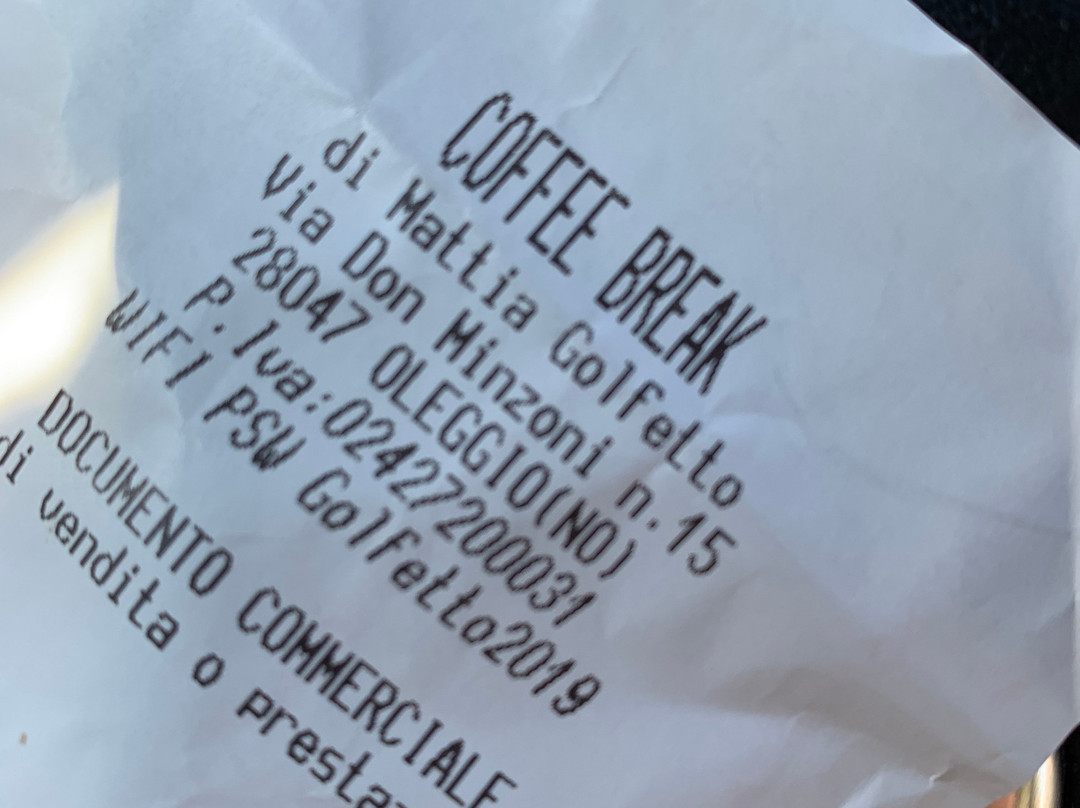 COFFEE BREAK
di Mattia Golfetto
Via Don Minzoni n.15
28047 OLEGGIO(NO)
P.Iva:02427200031
WIFI PSW Golfetto2019
DOCUMENTO COMMERCIALE
di vendita o prestaz